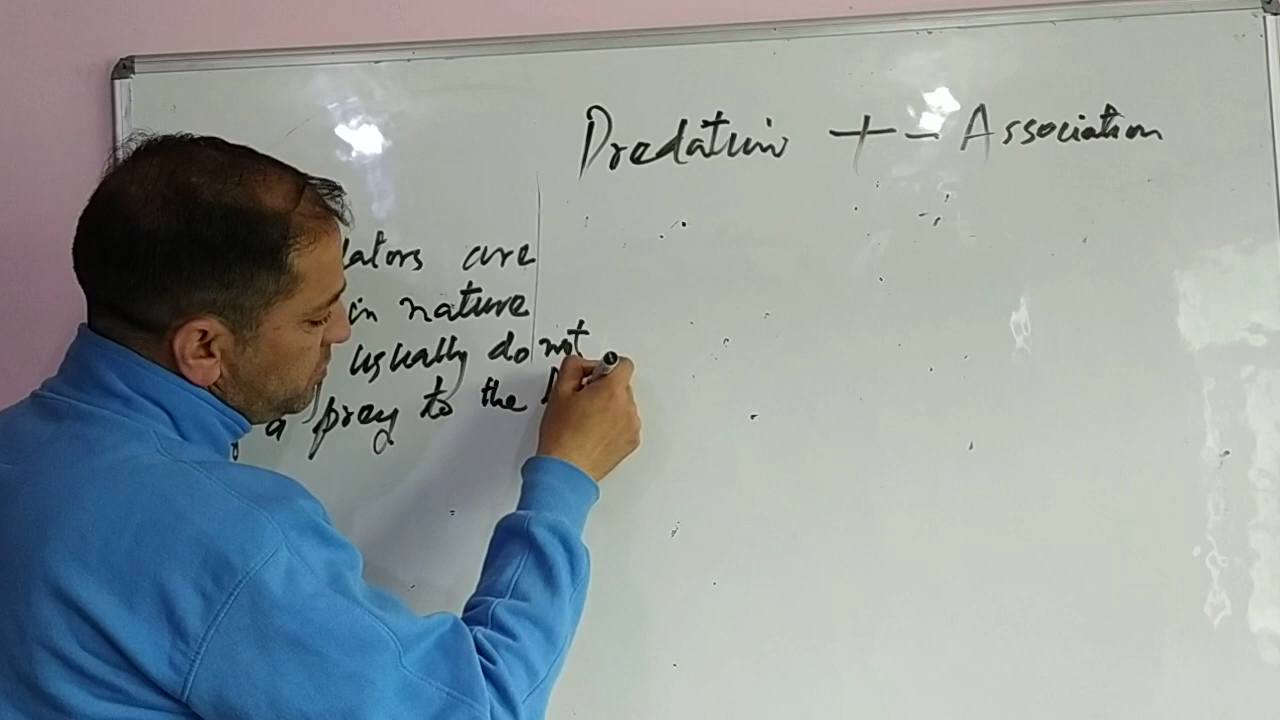 Predation + - Association
lators are
in nature
usually do not
a prey to the